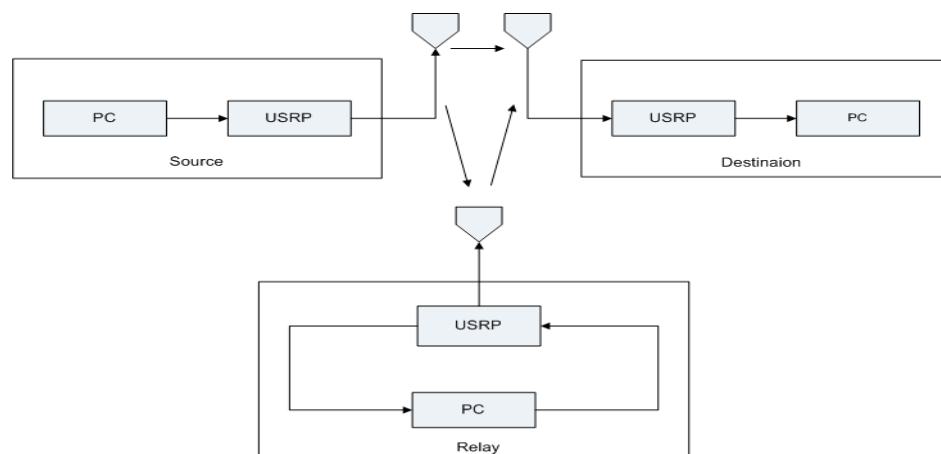 PC
USRP
Source
USRP
PC
Destinaion
USRP
PC
Relay